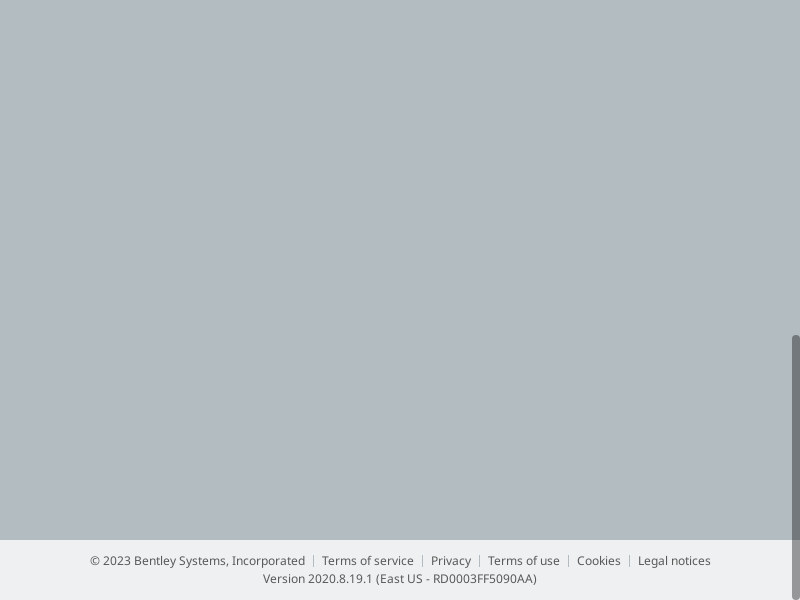 © 2023 Bentley Systems, Incorporated | Terms of service | Privacy | Terms of use | Cookies | Legal notices
Version 2020.8.19.1 (East US - RD0003FF5090AA)